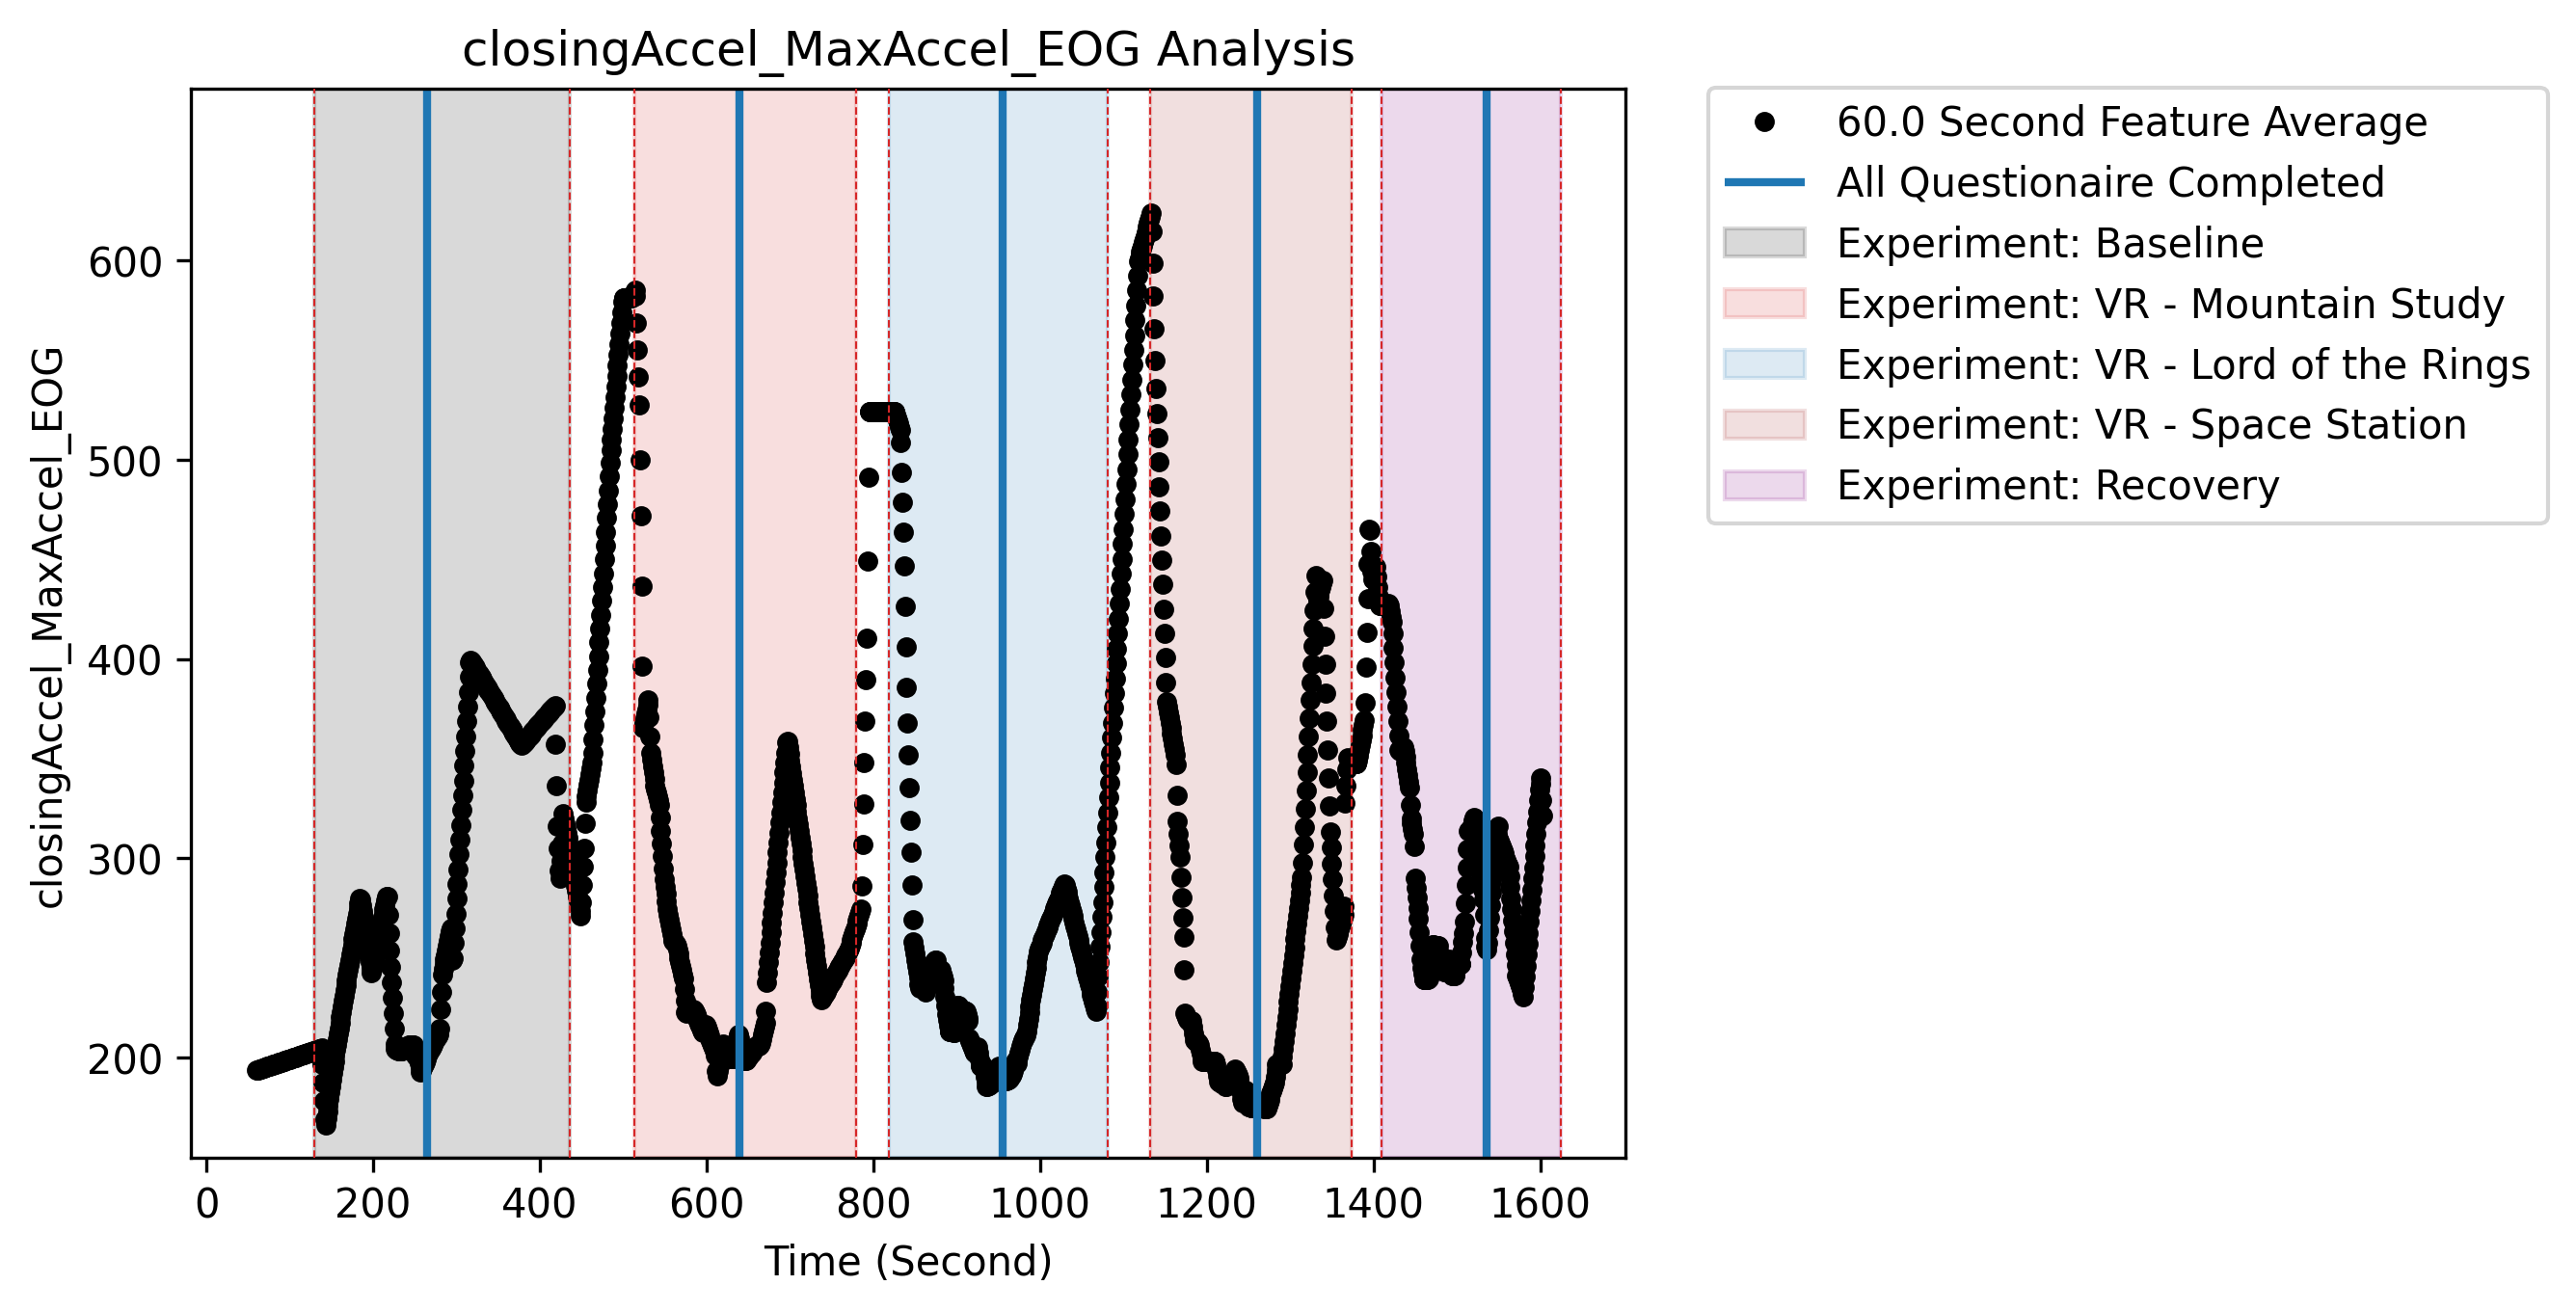 closingAccel_MaxAccel_EOG Analysis
closingAccel_MaxAccel_EOG
600
500
400
300
200
0 200 400 600 800 1000 1200 1400 1600
Time (Second)
60.0 Second Feature Average
All Questionaire Completed
Experiment: Baseline
Experiment: VR - Mountain Study
Experiment: VR - Lord of the Rings
Experiment: VR - Space Station
Experiment: Recovery